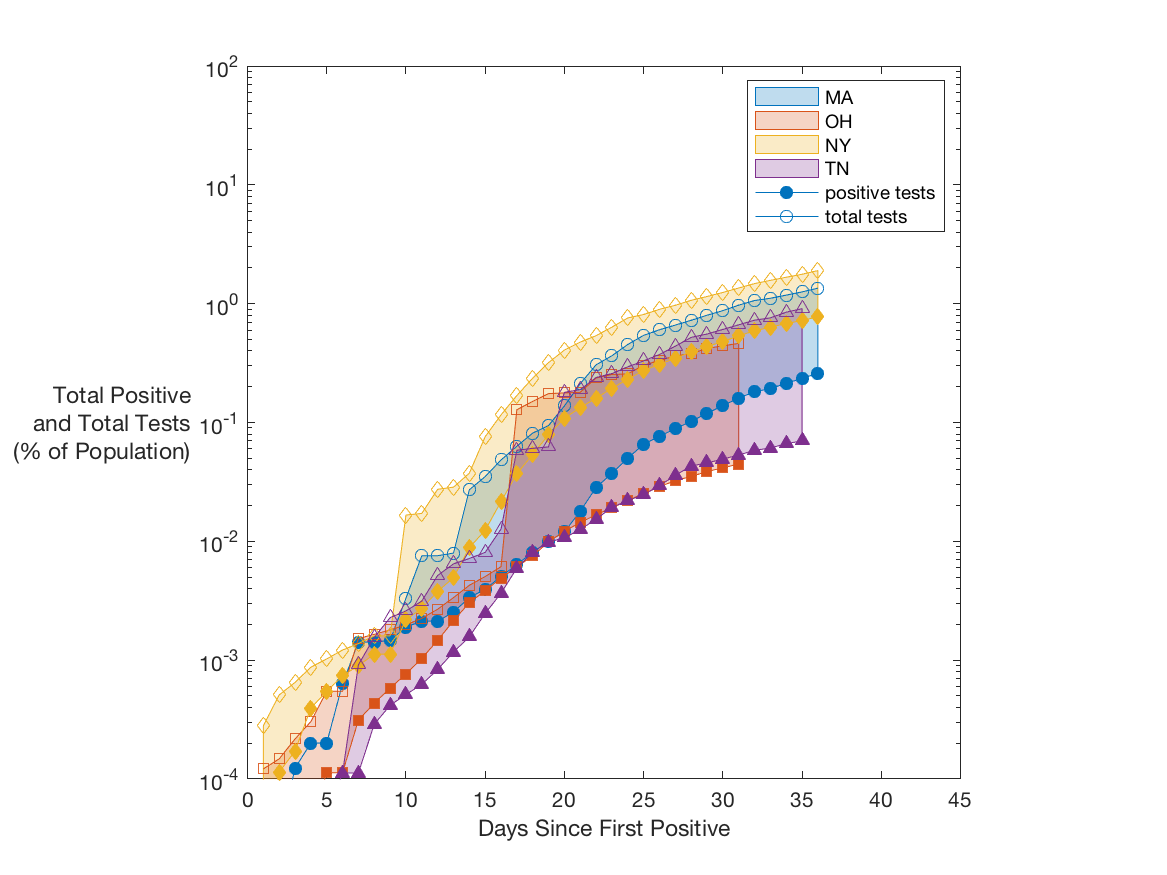 10^2
10^1
10^0
10^-1
10^-2
10^-3
10^-4
Total Positive
and Total Tests
(% of Population)
MA
OH
NY
TN
positive tests
total tests
0 5 10 15 20 25 30 35 40 45
Days Since First Positive